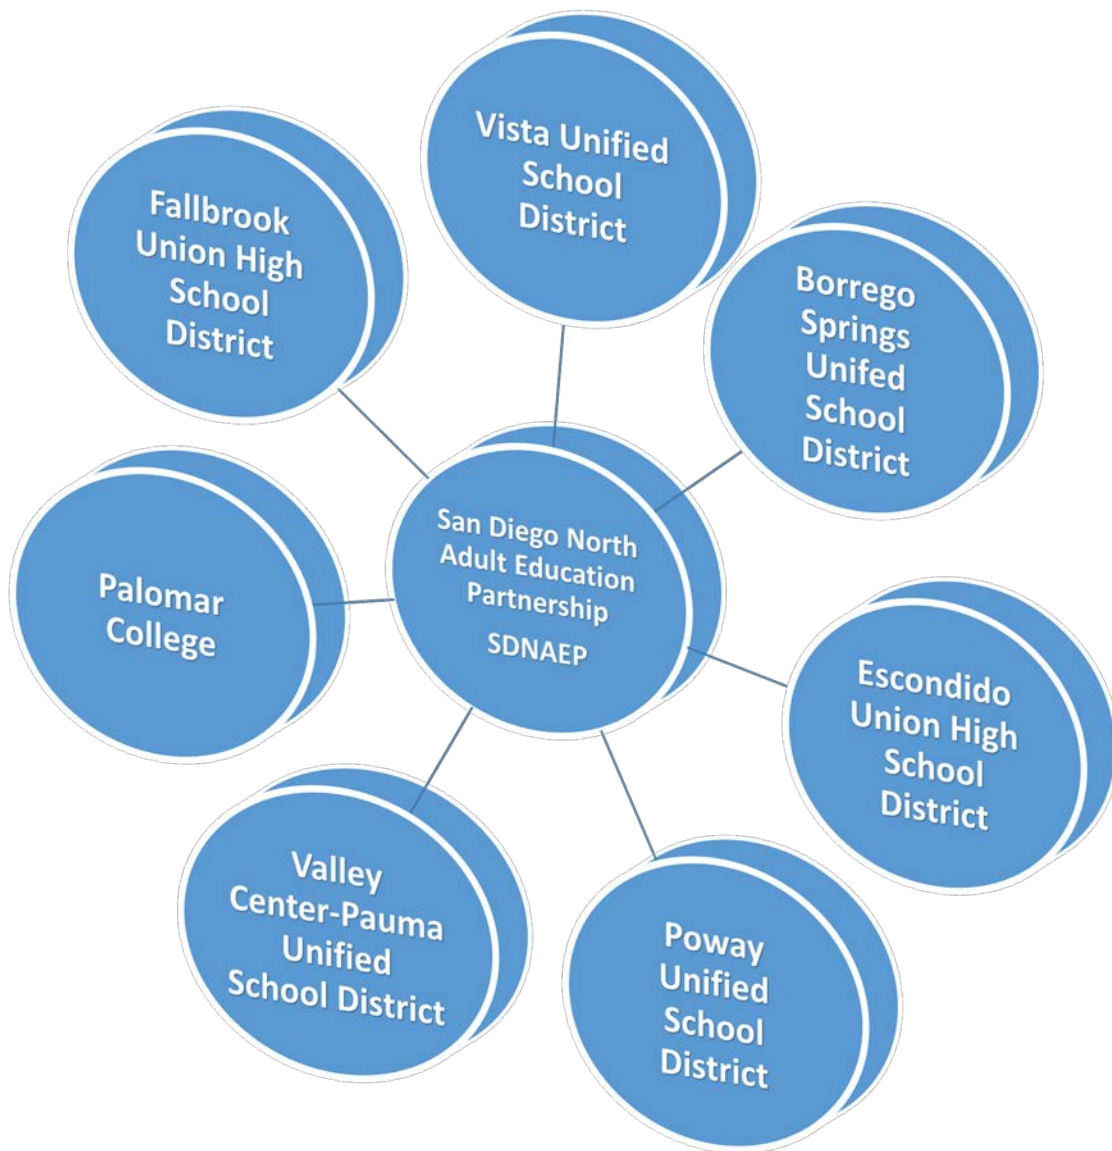 Vista Unified
School
District
Fallbrook
Union High
School
District
Borrego
Springs
Unifed
School
District
San Diego North
Adult Education
Partnership
SDNAEP
Palomar
College
Escondido
Union High
School
District
Valley
Center-Pauma
Unified
School District
Poway
Unified
School
District